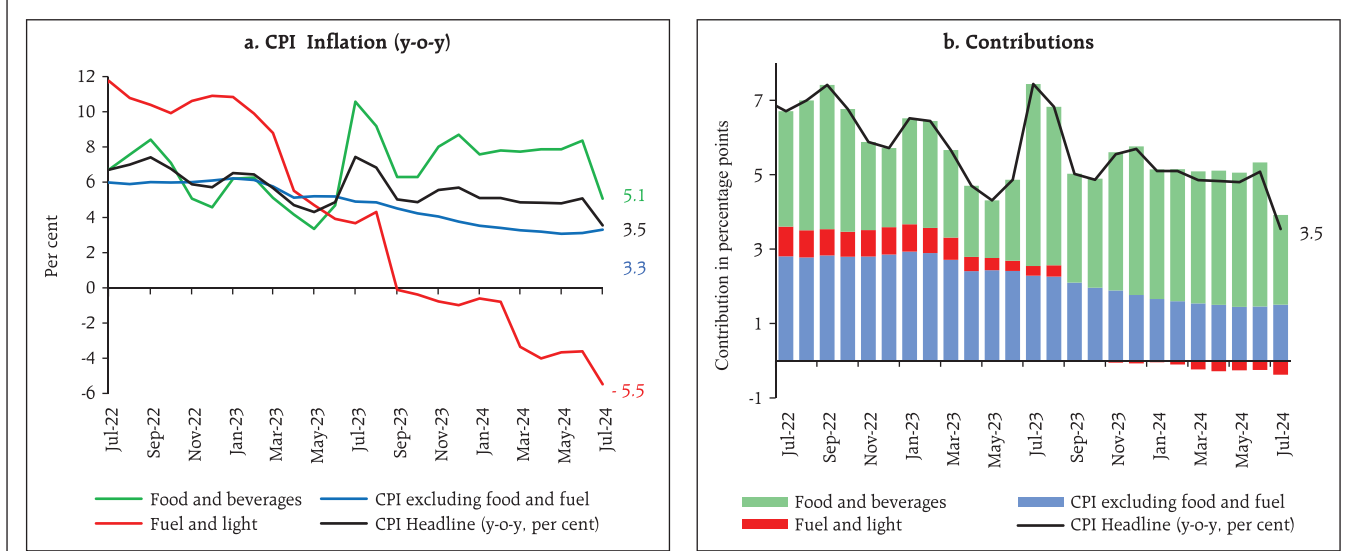 a. CPI Inflation (y-o-y)
Per cent
12
10
8
6
4
2
0
-2
-4
-6
5.1
3.5
3.3
- 5.5
Jul-22
Sep-22
Nov-22
Jan-23
Mar-23
May-23
Jul-23
Sep-23
Nov-23
Jan-24
Mar-24
May-24
Jul-24
Food and beverages
CPI excluding food and fuel
Fuel and light
CPI Headline (y-o-y, per cent)
b. Contributions
Contribution in percentage points
7
5
3
1
-1
3.5
Jul-22
Sep-22
Nov-22
Jan-23
Mar-23
May-23
Jul-23
Sep-23
Nov-23
Jan-24
Mar-24
May-24
Jul-24
Food and beverages
CPI excluding food and fuel
Fuel and light
CPI Headline (y-o-y, per cent)